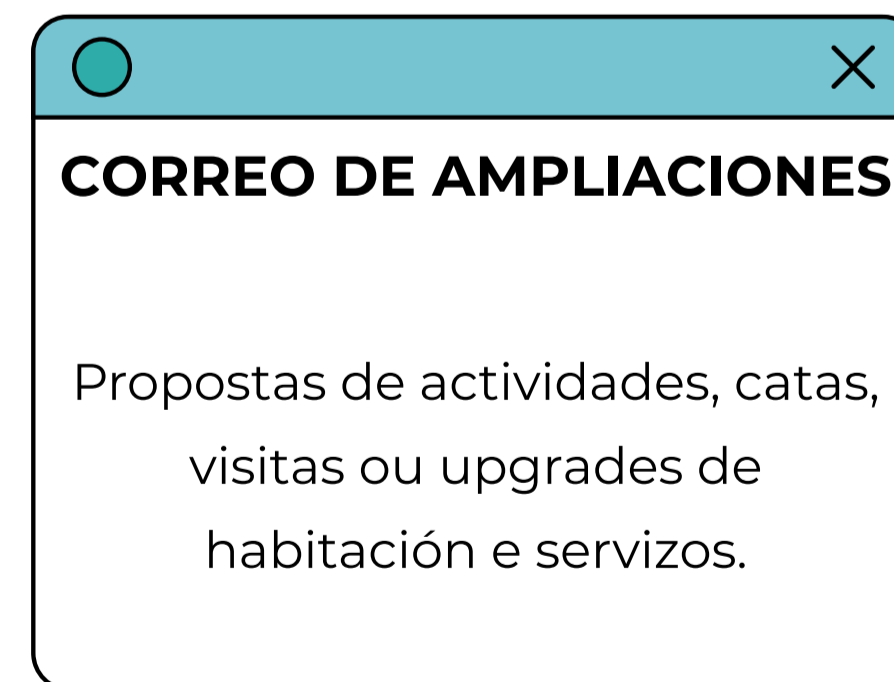 CORREO DE AMPLIACIONES
Propostas de actividades, catas,
visitas ou upgrades de
habitación e servizos.